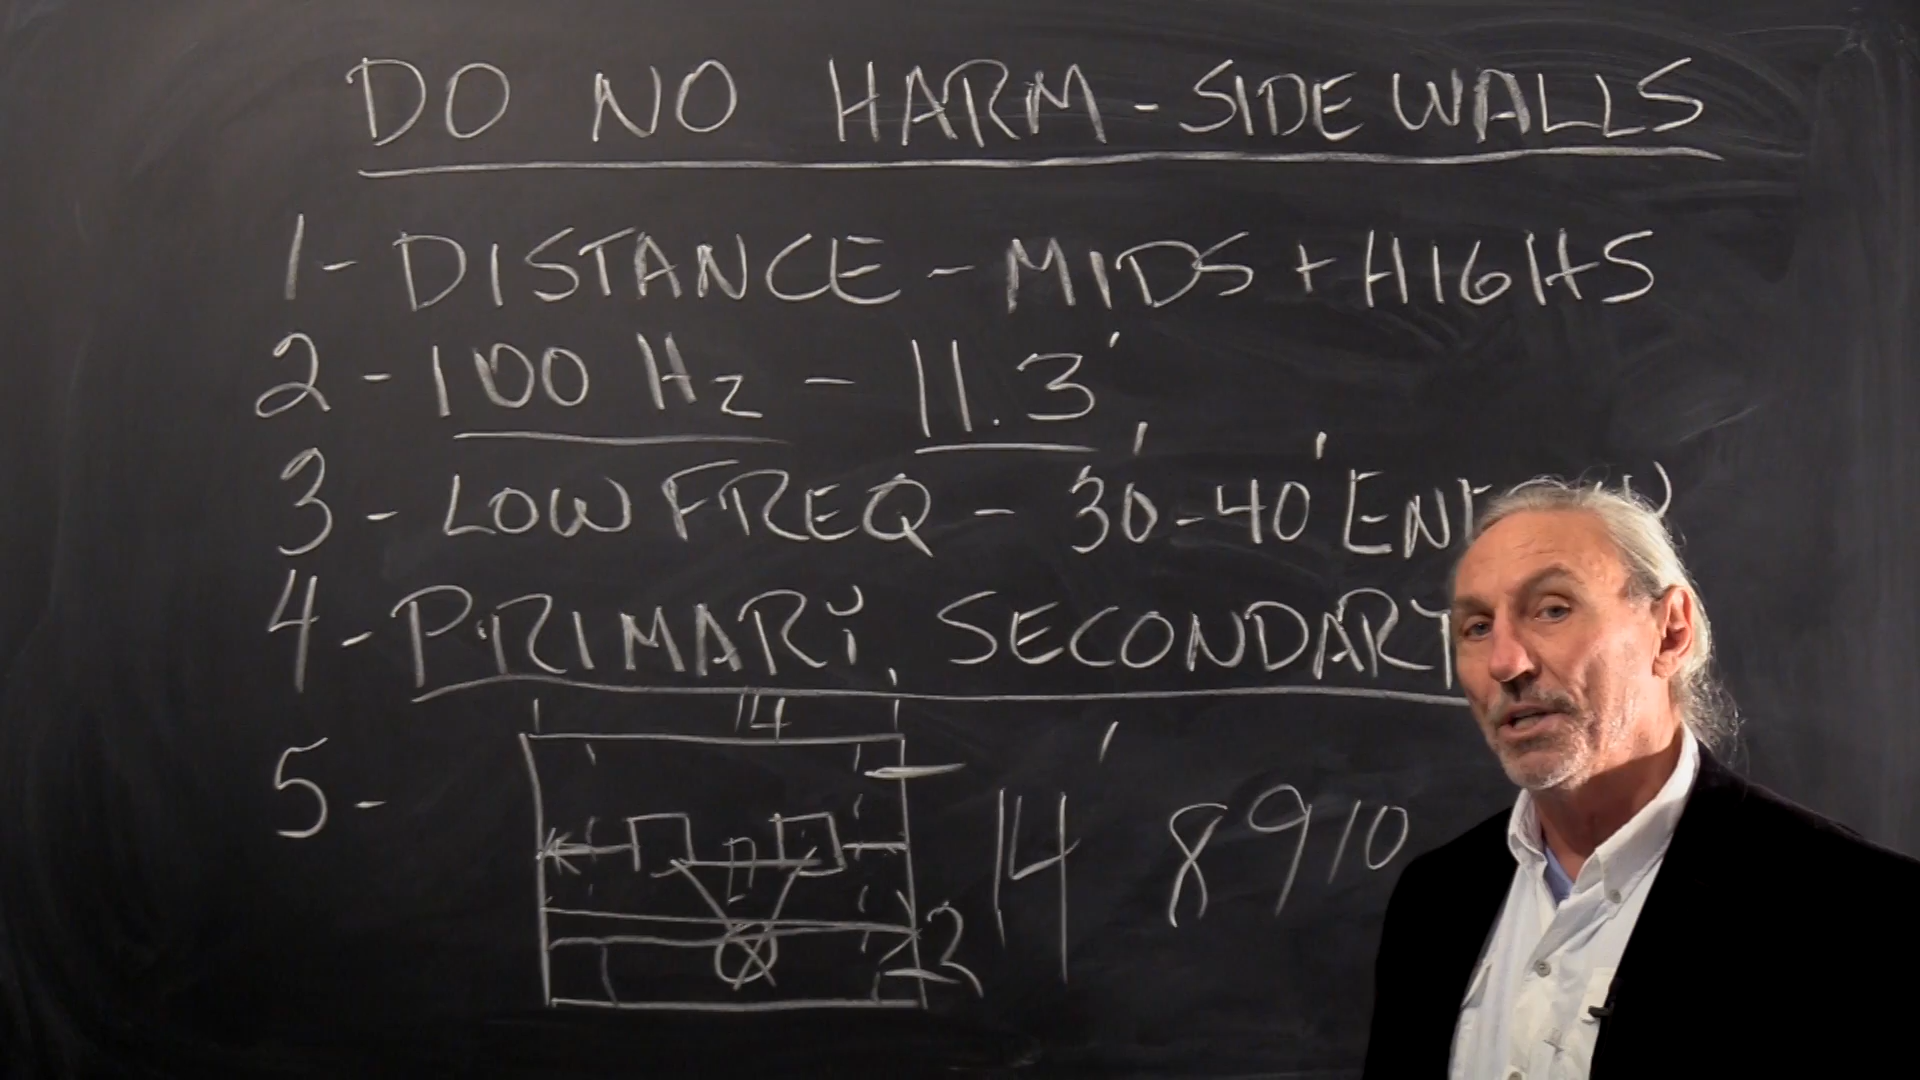 DO NO HARM - SIDE WALLS
1- DISTANCE - MIDS + HIGHS
2 - 100 Hz - 11.3'
3 - LOW FREQ - 30'-40'
4 - PRIMARY, SECONDARY
14
5 -
14' 8 9 10
2